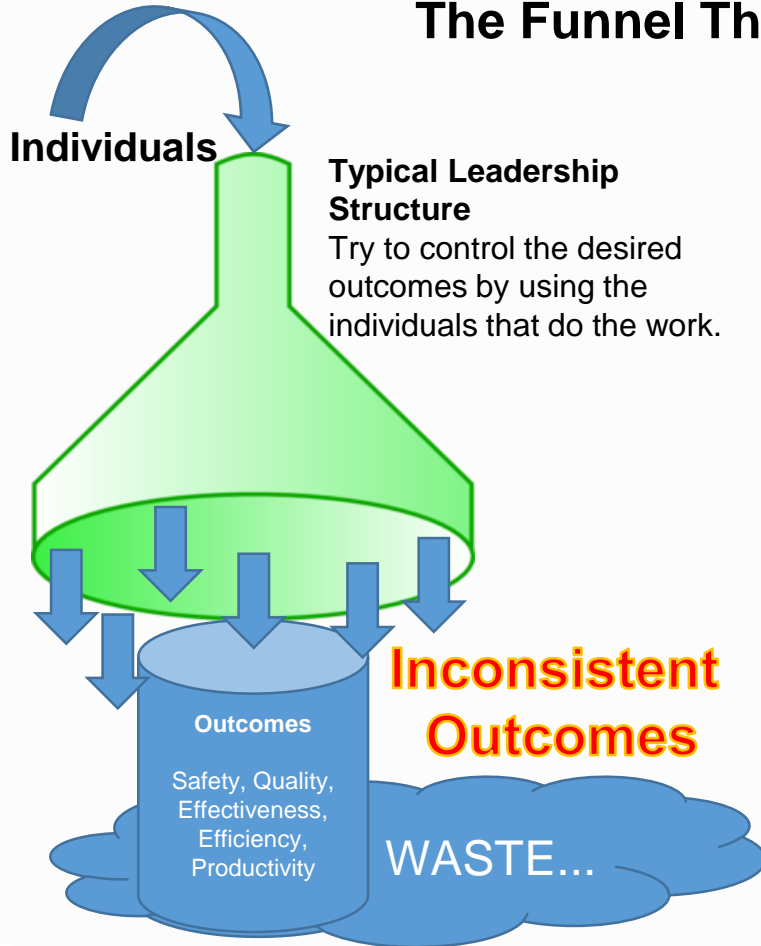 The Funnel Th
Individuals
Typical Leadership
Structure
Try to control the desired
outcomes by using the
individuals that do the work.
Inconsistent
Outcomes
Outcomes
Safety, Quality,
Effectiveness,
Efficiency,
Productivity
WASTE...